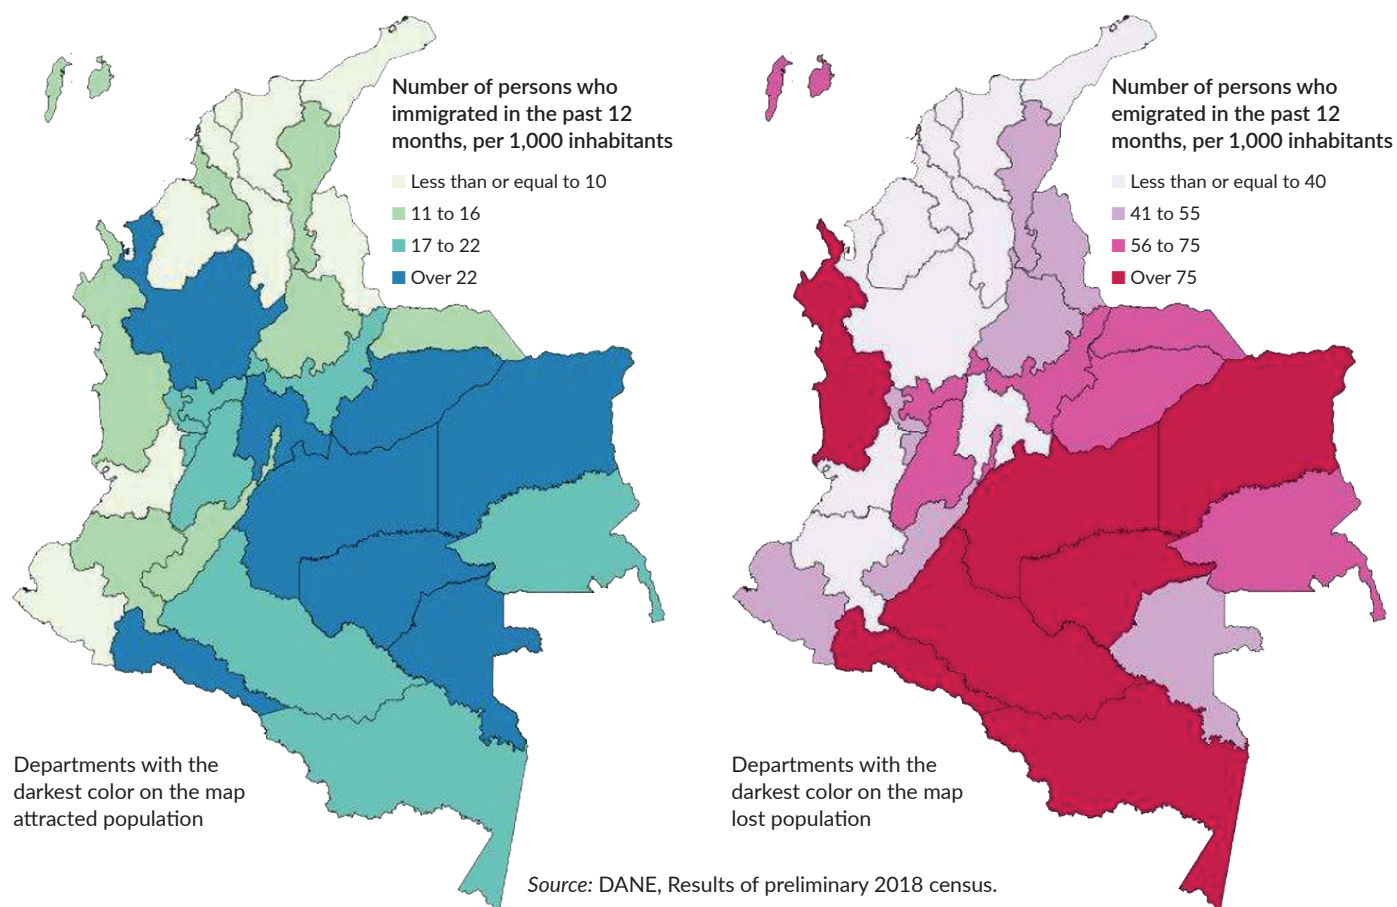 Number of persons who
immigrated in the past 12
months, per 1,000 inhabitants
Less than or equal to 10
11 to 16
17 to 22
Over 22
Departments with the
darkest color on the map
attracted population
Number of persons who
emigrated in the past 12
months, per 1,000 inhabitants
Less than or equal to 40
41 to 55
56 to 75
Over 75
Departments with the
darkest color on the map
lost population
Source: DANE, Results of preliminary 2018 census.